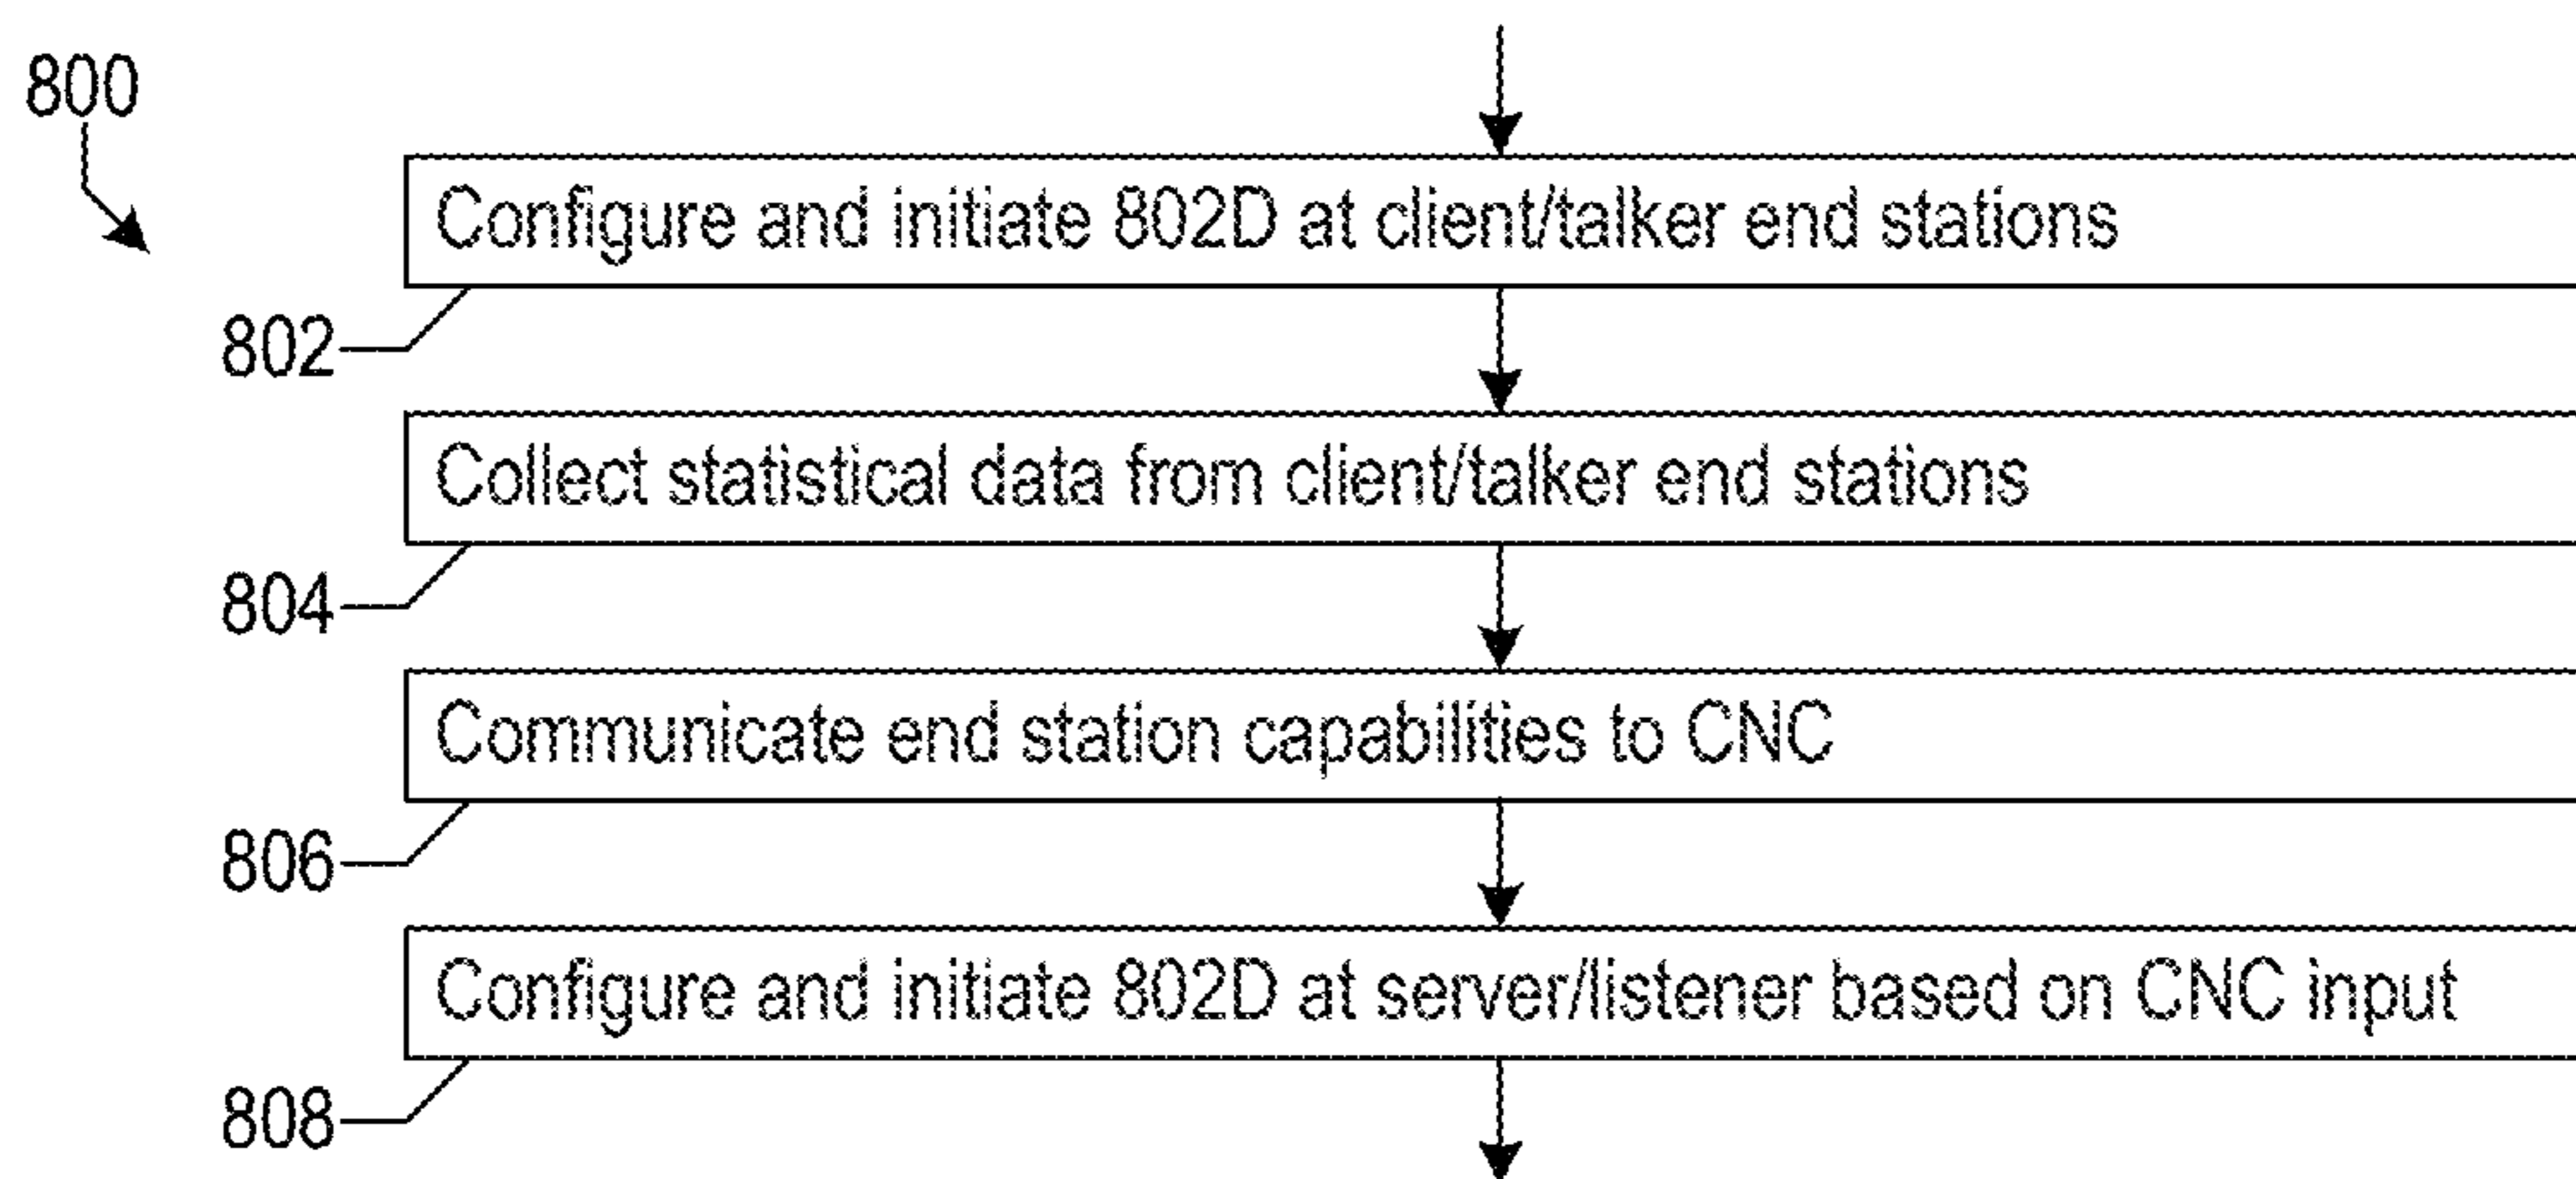 800
Configure and initiate 802D at client/talker end stations
802
Collect statistical data from client/talker end stations
804
Communicate end station capabilities to CNC
806
Configure and initiate 802D at server/listener based on CNC input
808